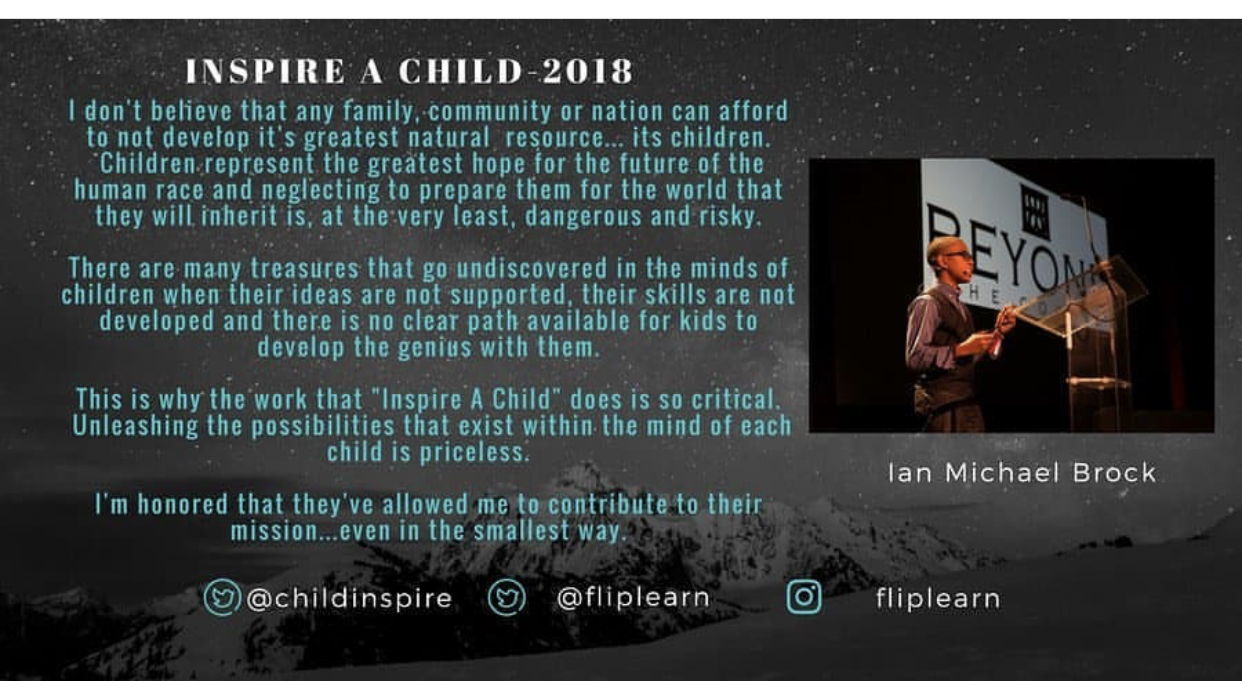 INSPIRE A CHILD-2018
I don't believe that any family, community or nation can afford
to not develop it's greatest natural resource... its children.
Children represent the greatest hope for the future of the
human race and neglecting to prepare them for the world that
they will inherit is, at the very least, dangerous and risky.
There are many treasures that go undiscovered in the minds of
children when their ideas are not supported, their skills are not
developed and there is no clear path available for kids to
develop the genius with them.
This is why the work that "Inspire A Child" does is so critical.
Unleashing the possibilities that exist within the mind of each
child is priceless.
I'm honored that they've allowed me to contribute to their
mission...even in the smallest way.
BEYOND
Ian Michael Brock
@childinspire @fliplearn fliplearn